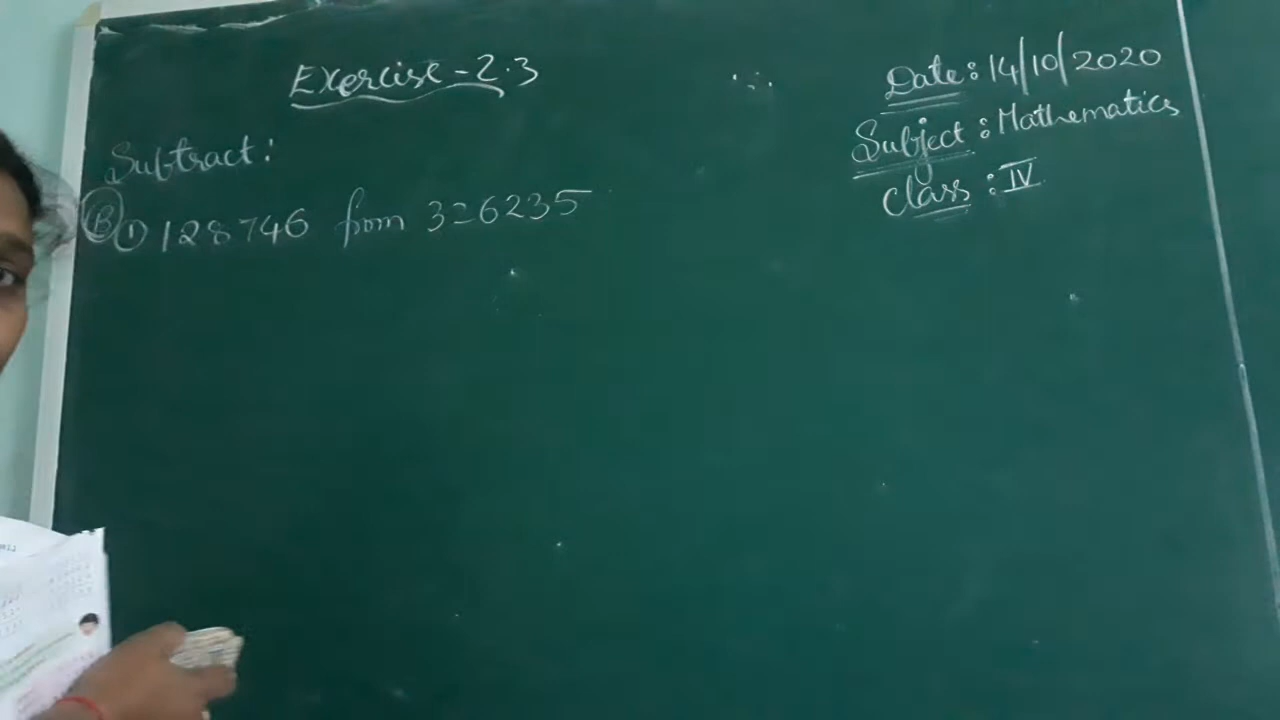 Exercise - 2.3
Date: 14/10/2020
Subject: Mathematics
Class: IV
Subtract:
B 1 128746 from 326235